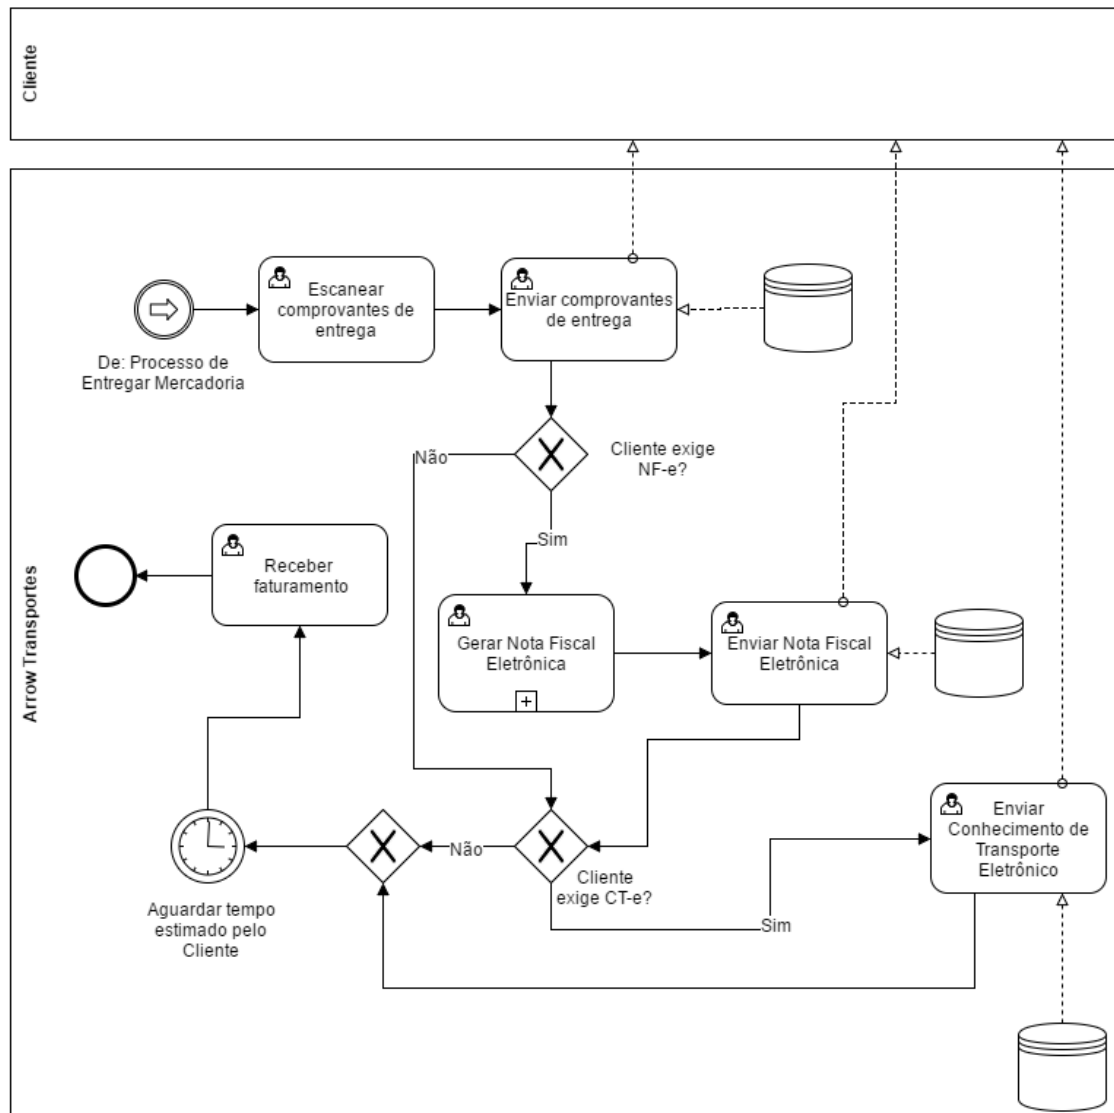 Cliente
Arrow Transportes
Escanear
comprovantes de
entrega
Enviar comprovantes
de entrega
De: Processo de
Entregar Mercadoria
Não
Cliente exige
NF-e?
Sim
Receber
faturamento
Gerar Nota Fiscal
Eletrônica
Enviar Nota Fiscal
Eletrônica
Enviar
Conhecimento de
Transporte
Eletrônico
Não
Cliente
exige CT-e?
Sim
Aguardar tempo
estimado pelo
Cliente